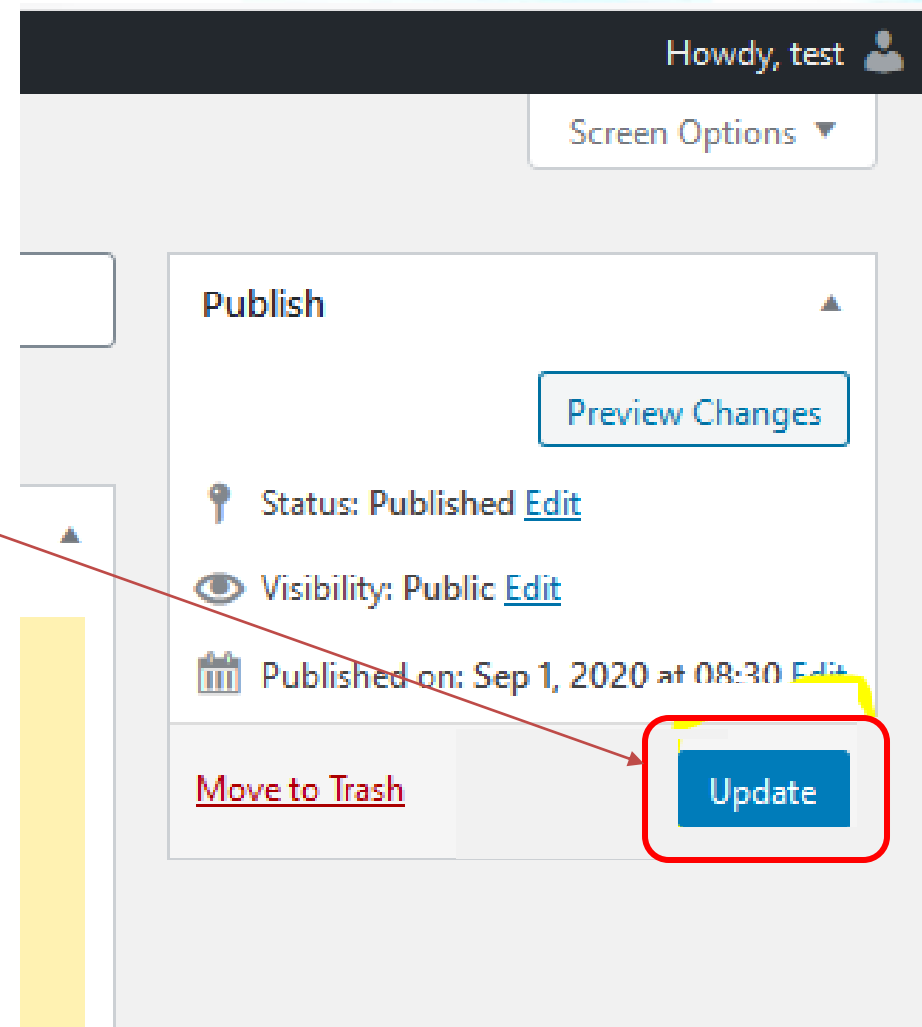 Howdy, test
Screen Options
Publish
Preview Changes
Status: Published Edit
Visibility: Public Edit
Published on: Sep 1, 2020 at 08:30 Edit
Move to Trash
Update